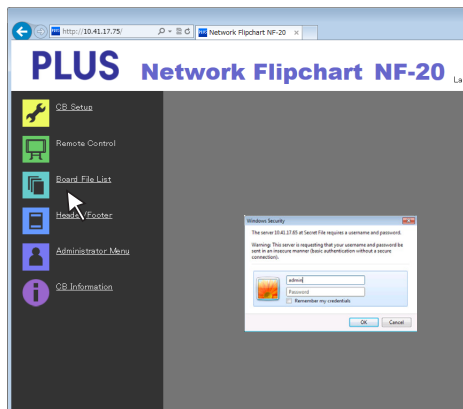 http://10.41.17.75/
PLUS Network Flipchart NF-20
PLUS Network Flipchart NF-20
La
CB Setup
Remote Control
Board File List
Header/Footer
Administrator Menu
CB Information
Windows Security
The server 10.41.17.85 at Secret File requires a username and password.
Warning: This server is requesting that your username and password be
sent in an insecure manner (basic authentication without a secure
connection).
admin
Password
Remember my credentials
OK Cancel